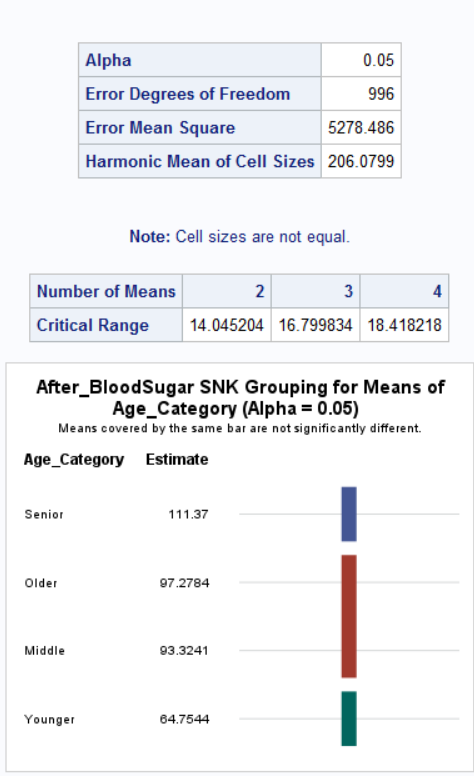 Alpha 0.05
Error Degrees of Freedom 996
Error Mean Square 5278.486
Harmonic Mean of Cell Sizes 206.0799
Note: Cell sizes are not equal.
Number of Means 2 3 4
Critical Range 14.045204 16.799834 18.418218
After_BloodSugar SNK Grouping for Means of
Age_Category (Alpha = 0.05)
Means covered by the same bar are not significantly different.
Age_Category Estimate
Senior 111.37
Older 97.2784
Middle 93.3241
Younger 64.7544